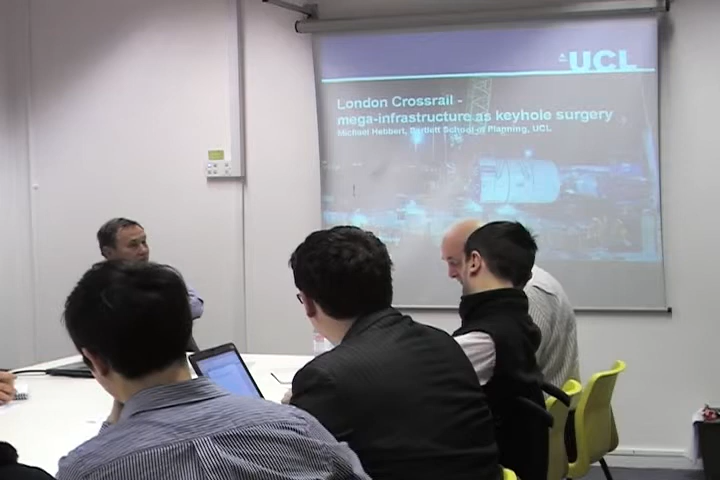 UCL
London Crossrail -
mega-infrastructure as keyhole surgery
Michael Hebbert, Bartlett School of Planning, UCL